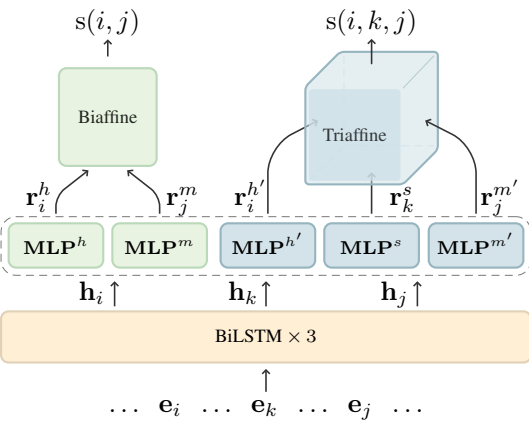 s(i, j) s(i, k, j)
Biaffine Triaffine
r_i^h r_j^m r_i^{h'} r_k^s r_j^{m'}
MLP^h MLP^m MLP^{h'} MLP^s MLP^{m'}
h_i h_k h_j
BiLSTM × 3
... e_i ... e_k ... e_j ...